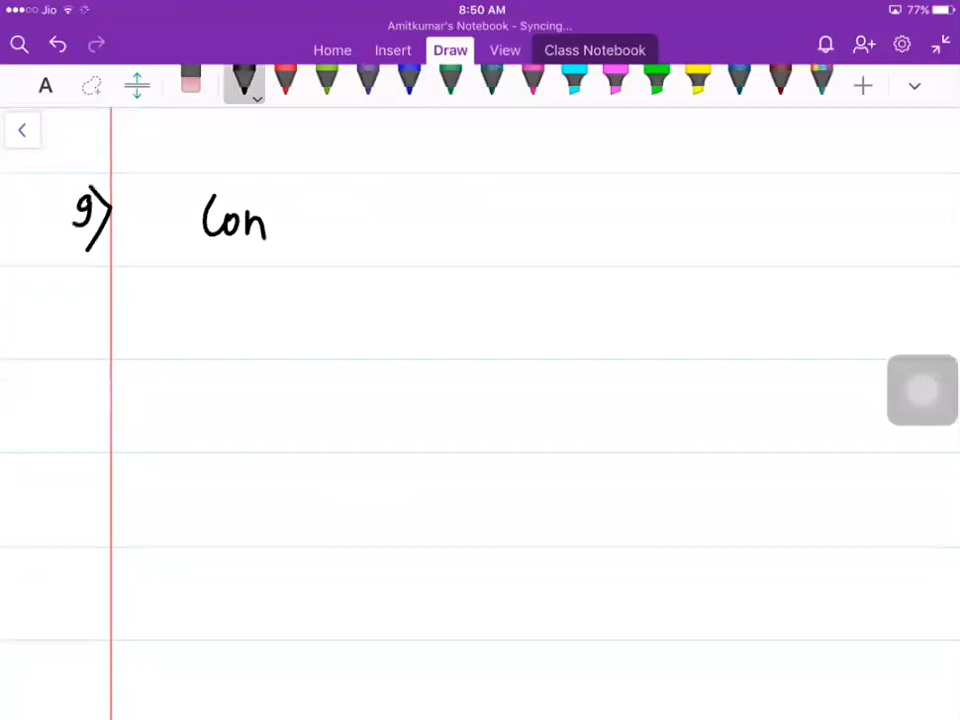 Jio 8:50 AM 77%
Amitkumar's Notebook - Syncing...
Home Insert Draw View Class Notebook
A
9) Con